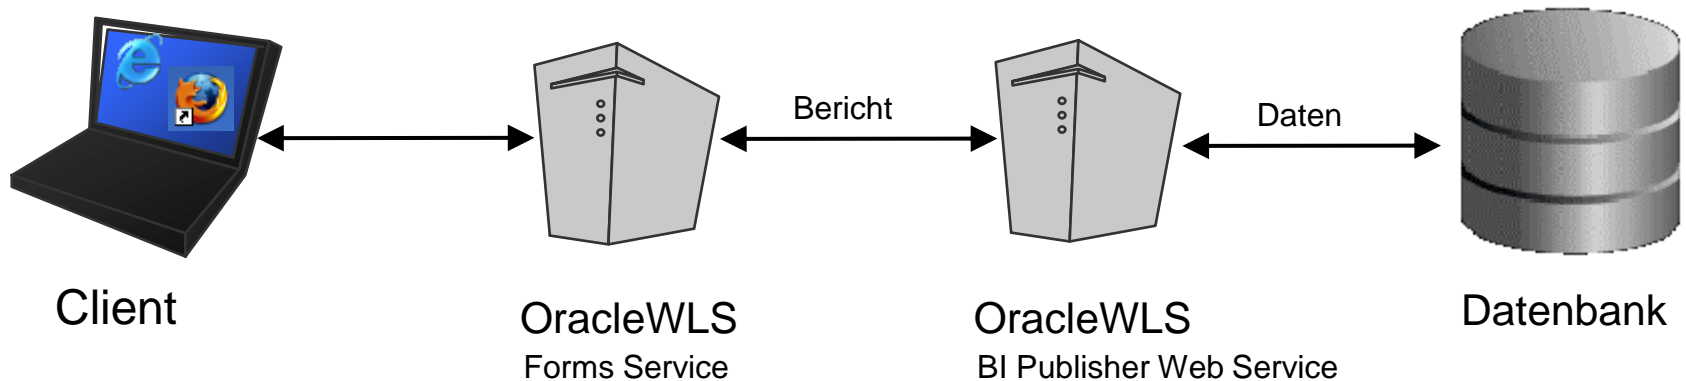 Bericht
Daten
Client
OracleWLS
Forms Service
OracleWLS
BI Publisher Web Service
Datenbank